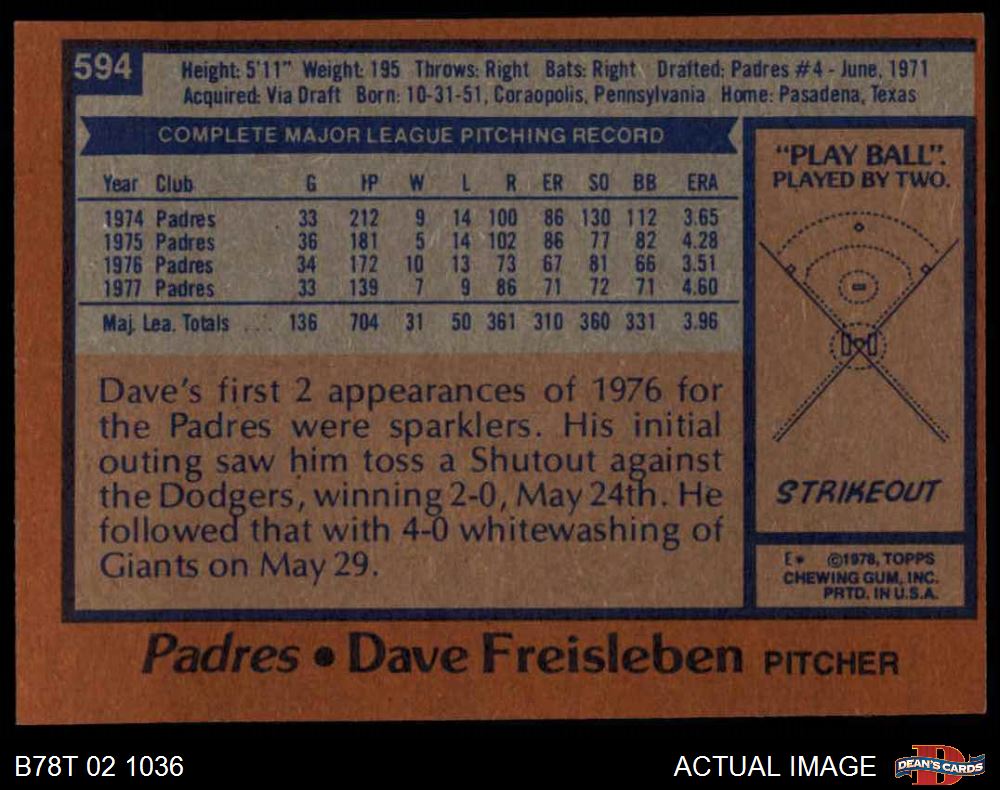 594
Height: 5'11" Weight: 195 Throws: Right Bats: Right Drafted: Padres #4 - June, 1971
Acquired: Via Draft Born: 10-31-51, Coraopolis, Pennsylvania Home: Pasadena, Texas
COMPLETE MAJOR LEAGUE PITCHING RECORD
Year Club G IP W L R ER SO BB ERA
1974 Padres 33 212 9 14 100 86 130 112 3.65
1975 Padres 36 181 5 14 102 86 77 82 4.28
1976 Padres 34 172 10 13 73 67 81 66 3.51
1977 Padres 33 139 7 9 86 71 72 71 4.60
Maj. Lea. Totals ... 136 704 31 50 361 310 360 331 3.96
Dave's first 2 appearances of 1976 for
the Padres were sparklers. His initial
outing saw him toss a Shutout against
the Dodgers, winning 2-0, May 24th. He
followed that with 4-0 whitewashing of
Giants on May 29.
"PLAY BALL".
PLAYED BY TWO.
STRIKEOUT
E* ©1978, TOPPS
CHEWING GUM, INC.
PRTD. IN U.S.A.
Padres • Dave Freisleben PITCHER
B78T 02 1036
ACTUAL IMAGE
D
DEAN'S CARDS